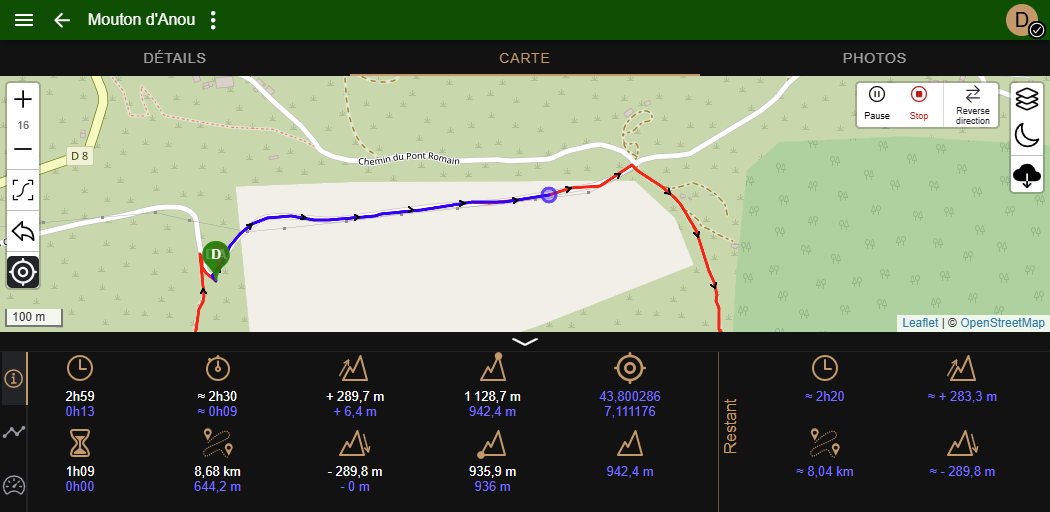 Mouton d'Anou
D
DÉTAILS
CARTE
PHOTOS
16
D 8
Chemin du Pont Romain
Pause
Stop
Reverse
direction
D
100 m
Leaflet | © OpenStreetMap
2h59
0h13
≈ 2h30
≈ 0h09
+ 289,7 m
+ 6,4 m
1 128,7 m
942,4 m
43,800286
7,111176
1h09
0h00
8,68 km
644,2 m
- 289,8 m
- 0 m
935,9 m
936 m
942,4 m
Restant
≈ 2h20
≈ + 283,3 m
≈ 8,04 km
≈ - 289,8 m